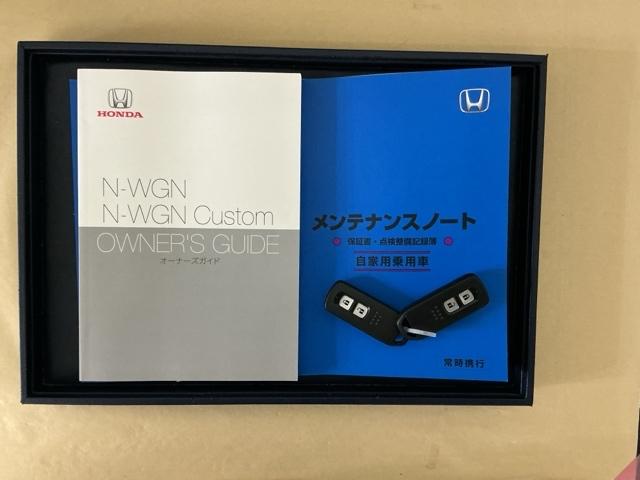 HONDA
N-WGN
N-WGN Custom
OWNER'S GUIDE
オーナーズガイド
メンテナンスノート
保証書・点検整備記録簿
自家用乗用車
常時携行